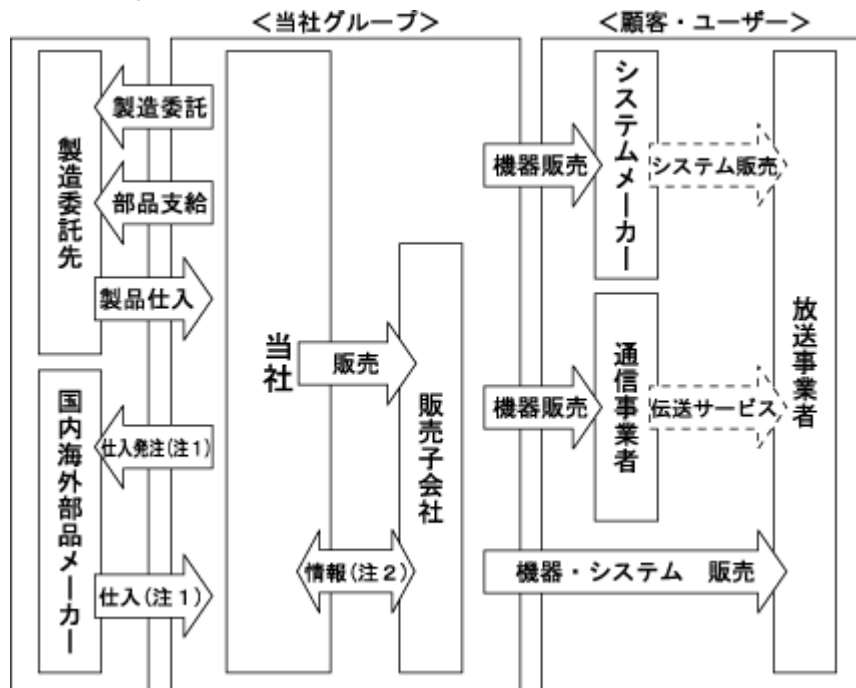 ＜当社グループ＞
＜顧客・ユーザー＞
製造委託先
製造委託
部品支給
製品仕入
国内海外部品メーカー
仕入発注(注１)
仕入(注１)
当社
販売
情報(注２)
販売子会社
機器販売
システムメーカー
システム販売
機器販売
通信事業者
伝送サービス
機器・システム　販売
放送事業者